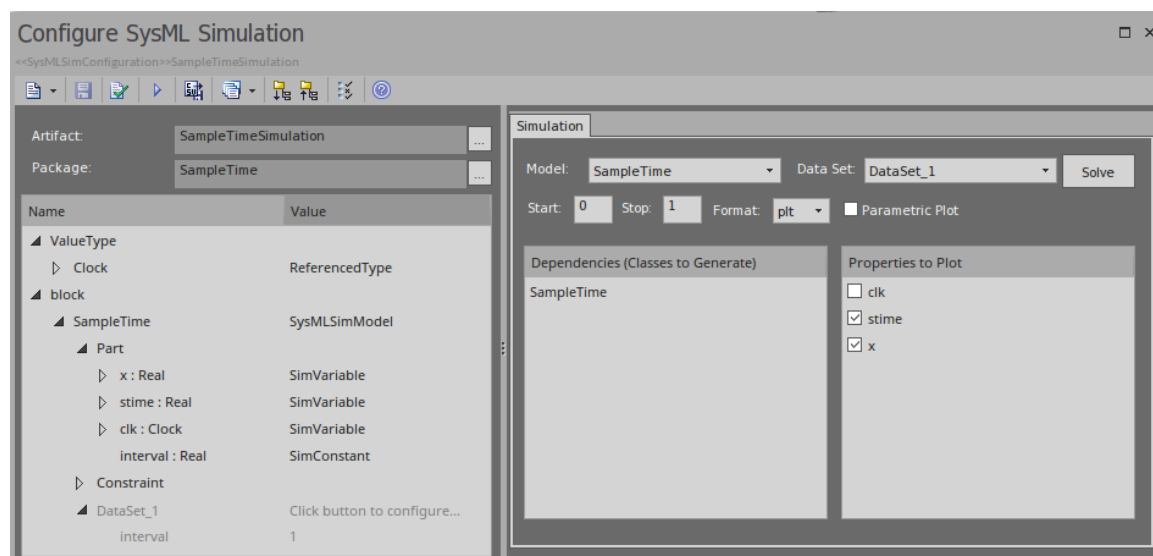 Configure SysML Simulation
<<SysMLSimConfiguration>>SampleTimeSimulation
Artifact: SampleTimeSimulation ...
Package: SampleTime ...
Name Value
ValueType
Clock ReferencedType
block
SampleTime SysMLSimModel
Part
x : Real SimVariable
stime : Real SimVariable
clk : Clock SimVariable
interval : Real SimConstant
Constraint
DataSet_1 Click button to configure...
interval 1
Simulation
Model: SampleTime Data Set: DataSet_1 Solve
Start: 0 Stop: 1 Format: plt Parametric Plot
Dependencies (Classes to Generate) Properties to Plot
SampleTime clk
stime
x